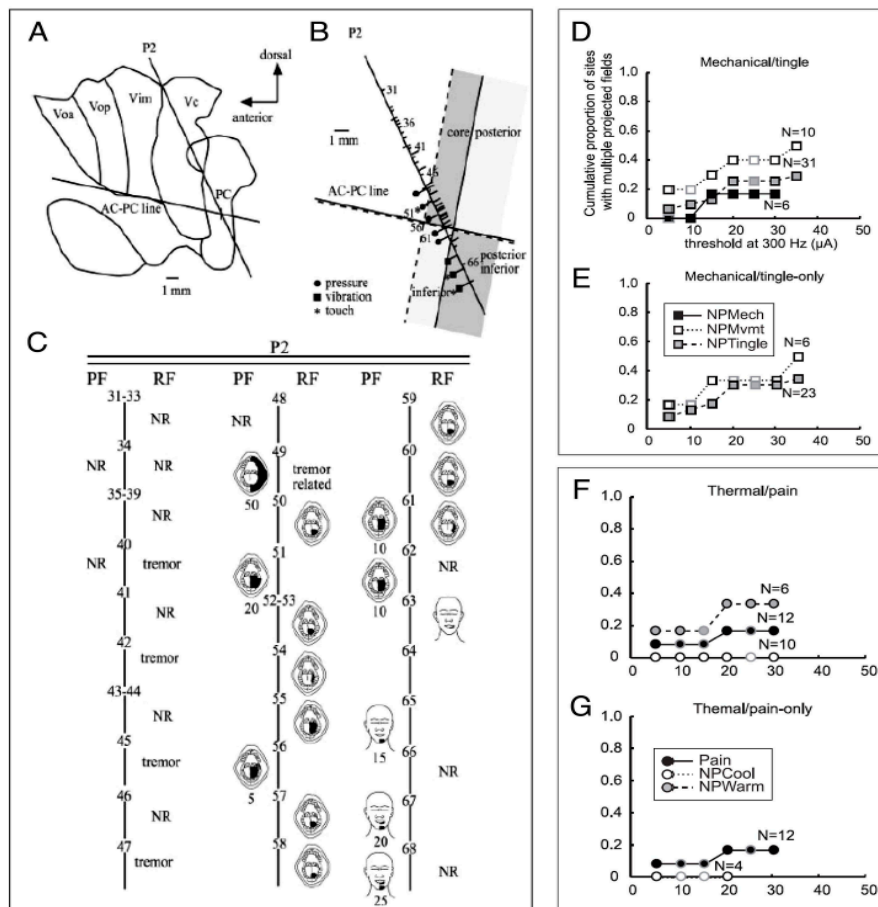 A
P2
dorsal
anterior
Voa
Vop
Vim
Vc
PC
AC-PC line
1 mm
B
P2
31
36
41
46
51
56
61
66
1 mm
core
posterior
AC-PC line
posterior
inferior
inferior
pressure
vibration
* touch
C
P2
PF RF PF RF PF RF
31-33
NR
34
NR NR
35-39
NR
40
NR tremor
41
NR
42
tremor
43-44
NR
45
tremor
46
NR
47
tremor
48
NR
49
50
tremor
related
50
51
20
52-53
54
55
56
5
57
58
59
60
61
10
62
10
NR
63
64
65
15
66
NR
67
20
68
25
NR
D
Mechanical/tingle
Cumulative proportion of sites
with multiple projected fields
1.0
0.8
0.6
0.4
0.2
0
N=10
N=31
N=6
0 10 20 30 40 50
threshold at 300 Hz (µA)
E
Mechanical/tingle-only
1.0
0.8
0.6
0.4
0.2
0
NPMech
NPMvmt
NPTingle
N=6
N=23
0 10 20 30 40 50
F
Thermal/pain
1.0
0.8
0.6
0.4
0.2
0
N=6
N=12
N=10
0 10 20 30 40 50
G
Themal/pain-only
1.0
0.8
0.6
0.4
0.2
0
Pain
NPCool
NPWarm
N=12
N=4
0 10 20 30 40 50